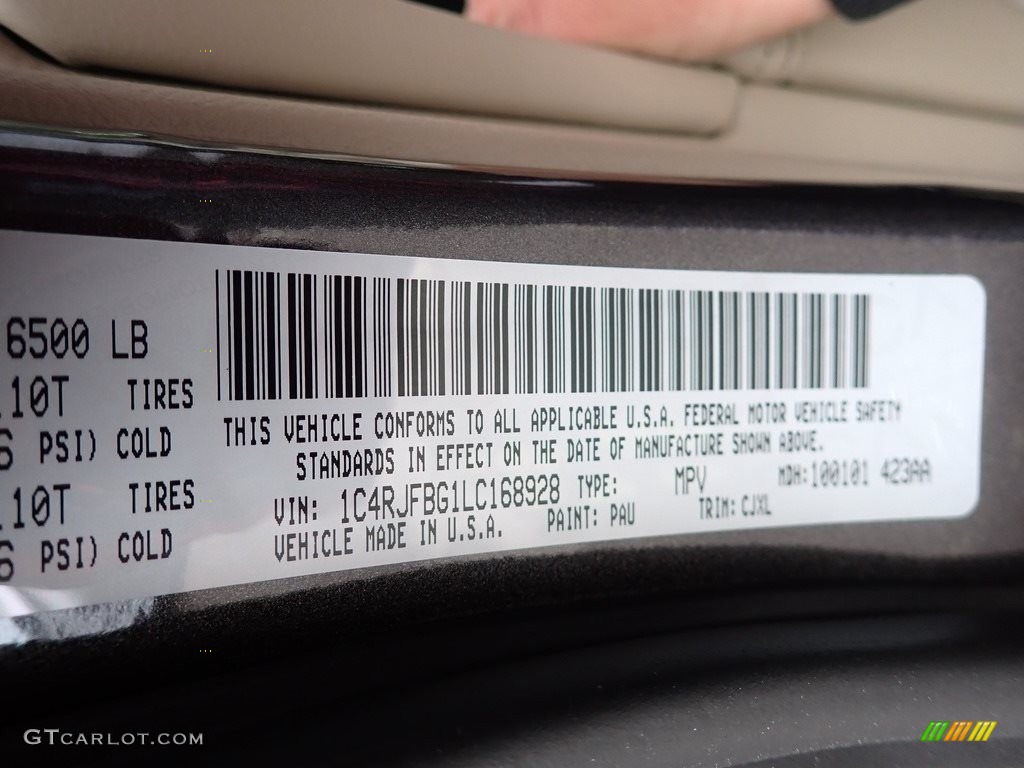 6500 LB
10T TIRES
PSI) COLD
10T TIRES
PSI) COLD
THIS VEHICLE CONFORMS TO ALL APPLICABLE U.S.A. FEDERAL MOTOR VEHICLE SAFETY
STANDARDS IN EFFECT ON THE DATE OF MANUFACTURE SHOWN ABOVE.
VIN: 1C4RJFBG1LC168928 TYPE: MPV MDH:100101 423AA
VEHICLE MADE IN U.S.A. PAINT: PAU TRIM:CJXL
GTCARLOT.COM